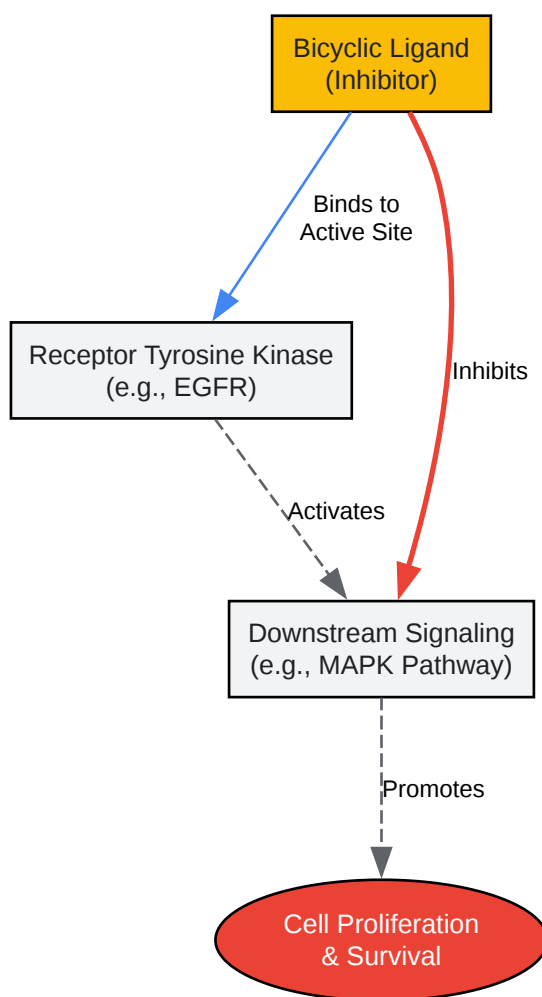 Bicyclic Ligand
(Inhibitor)
Binds to
Active Site
Receptor Tyrosine Kinase
(e.g., EGFR)
Inhibits
Activates
Downstream Signaling
(e.g., MAPK Pathway)
Promotes
Cell Proliferation
& Survival